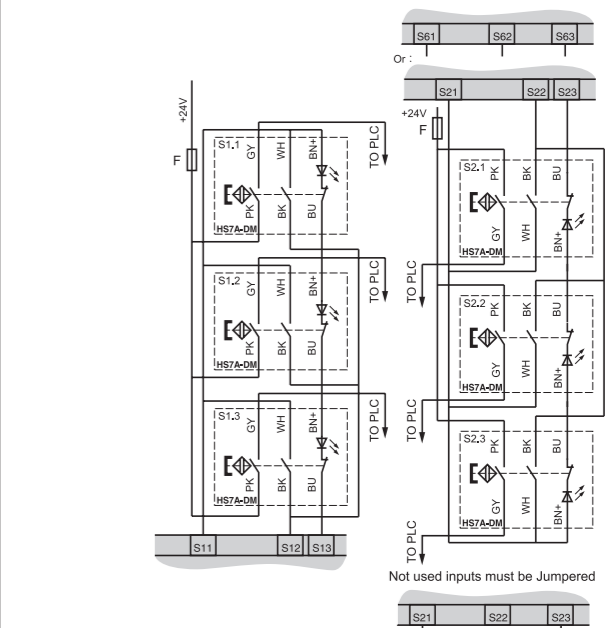 S61 S62 S63
Or :
S21 S22 S23
+24V
F
S1.1
GY WH BN+
PK BK BU
HS7A-DM
TO PLC
S1.2
GY WH BN+
PK BK BU
HS7A-DM
TO PLC
S1.3
GY WH BN+
PK BK BU
HS7A-DM
TO PLC
S11 S12 S13
+24V
F
S2.1
PK BK BU
GY WH BN+
HS7A-DM
TO PLC
S2.2
PK BK BU
GY WH BN+
HS7A-DM
TO PLC
S2.3
PK BK BU
GY WH BN+
HS7A-DM
TO PLC
Not used inputs must be Jumpered
S21 S22 S23